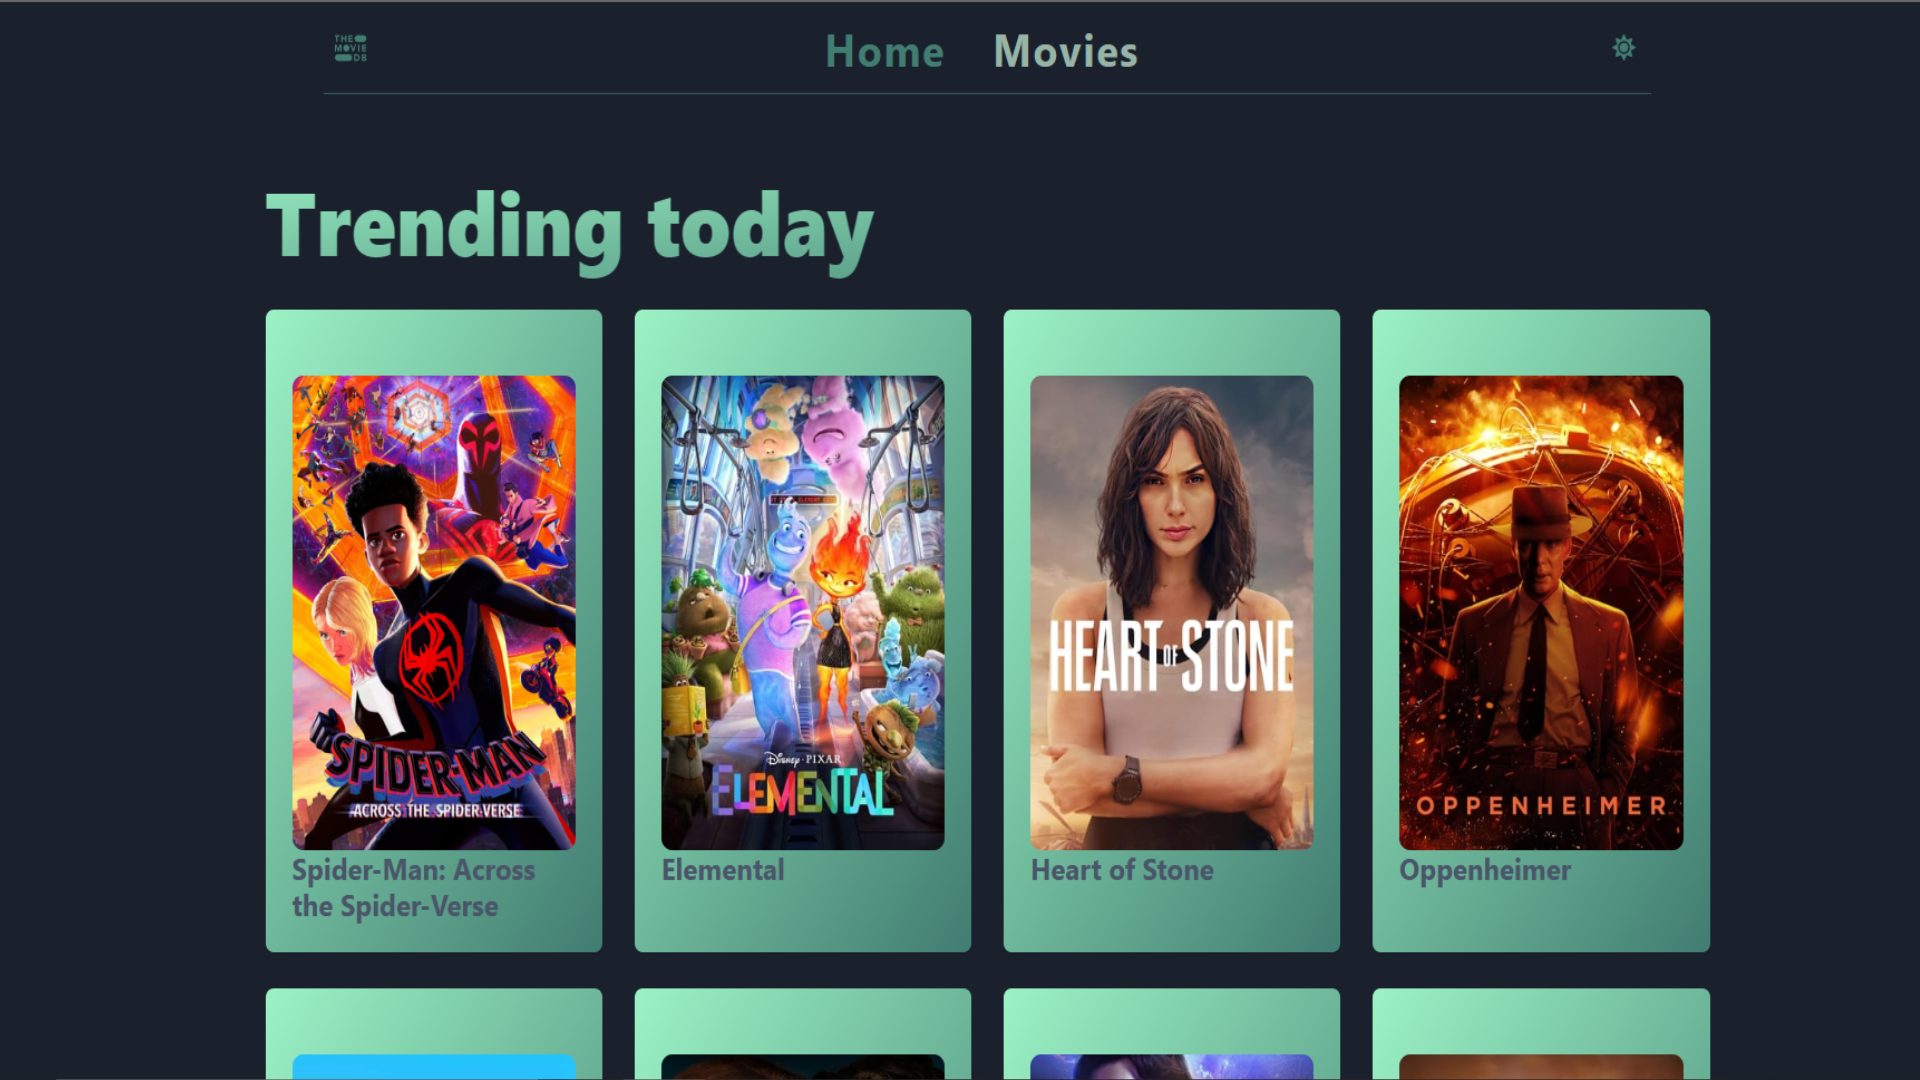 THE
MOVIE
DB
Home Movies
Trending today
SPIDER-MAN
ACROSS THE SPIDER-VERSE
Disney · PIXAR
ELEMENTAL
HEART OF STONE
OPPENHEIMER
Spider-Man: Across
the Spider-Verse
Elemental
Heart of Stone
Oppenheimer